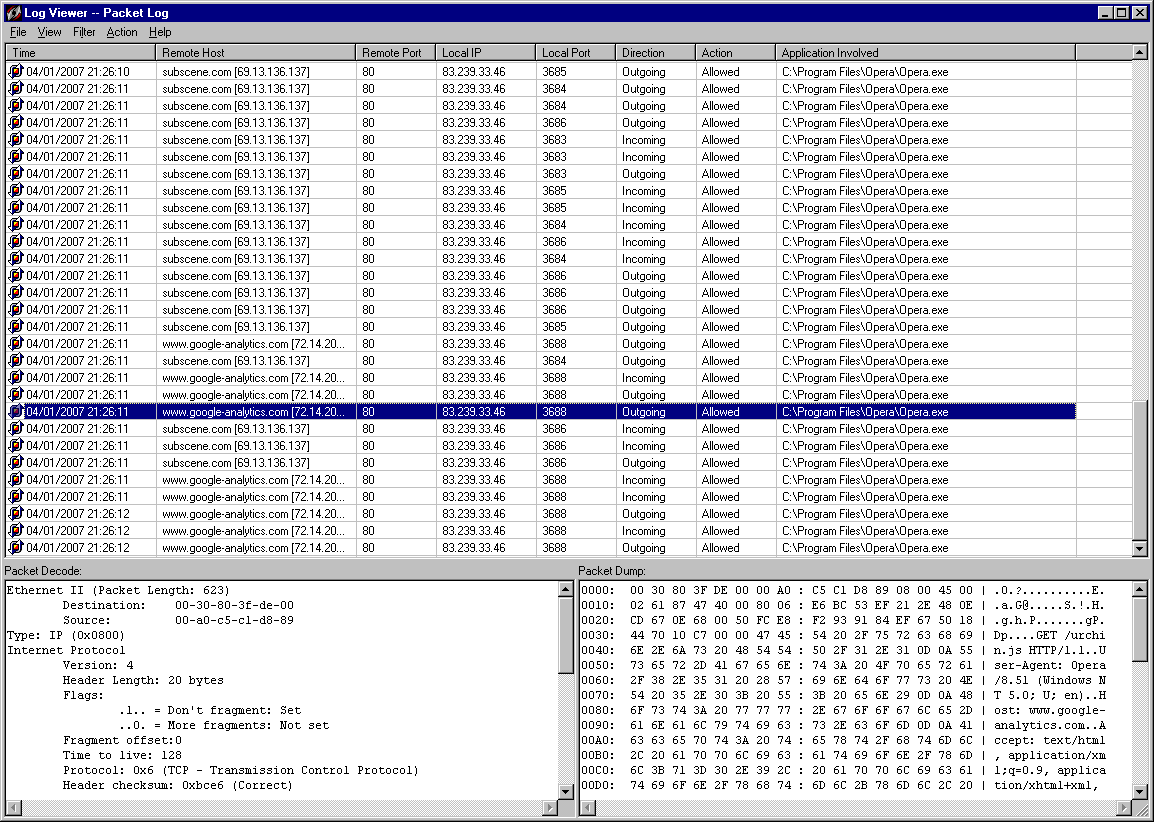 Log Viewer -- Packet Log
File View Filter Action Help
Time Remote Host Remote Port Local IP Local Port Direction Action Application Involved
04/01/2007 21:26:10 subscene.com [69.13.136.137] 80 83.239.33.46 3685 Outgoing Allowed C:\Program Files\Opera\Opera.exe
04/01/2007 21:26:11 subscene.com [69.13.136.137] 80 83.239.33.46 3684 Outgoing Allowed C:\Program Files\Opera\Opera.exe
04/01/2007 21:26:11 subscene.com [69.13.136.137] 80 83.239.33.46 3684 Outgoing Allowed C:\Program Files\Opera\Opera.exe
04/01/2007 21:26:11 subscene.com [69.13.136.137] 80 83.239.33.46 3686 Outgoing Allowed C:\Program Files\Opera\Opera.exe
04/01/2007 21:26:11 subscene.com [69.13.136.137] 80 83.239.33.46 3683 Incoming Allowed C:\Program Files\Opera\Opera.exe
04/01/2007 21:26:11 subscene.com [69.13.136.137] 80 83.239.33.46 3683 Incoming Allowed C:\Program Files\Opera\Opera.exe
04/01/2007 21:26:11 subscene.com [69.13.136.137] 80 83.239.33.46 3683 Outgoing Allowed C:\Program Files\Opera\Opera.exe
04/01/2007 21:26:11 subscene.com [69.13.136.137] 80 83.239.33.46 3685 Incoming Allowed C:\Program Files\Opera\Opera.exe
04/01/2007 21:26:11 subscene.com [69.13.136.137] 80 83.239.33.46 3685 Incoming Allowed C:\Program Files\Opera\Opera.exe
04/01/2007 21:26:11 subscene.com [69.13.136.137] 80 83.239.33.46 3684 Incoming Allowed C:\Program Files\Opera\Opera.exe
04/01/2007 21:26:11 subscene.com [69.13.136.137] 80 83.239.33.46 3686 Incoming Allowed C:\Program Files\Opera\Opera.exe
04/01/2007 21:26:11 subscene.com [69.13.136.137] 80 83.239.33.46 3684 Incoming Allowed C:\Program Files\Opera\Opera.exe
04/01/2007 21:26:11 subscene.com [69.13.136.137] 80 83.239.33.46 3686 Outgoing Allowed C:\Program Files\Opera\Opera.exe
04/01/2007 21:26:11 subscene.com [69.13.136.137] 80 83.239.33.46 3686 Incoming Allowed C:\Program Files\Opera\Opera.exe
04/01/2007 21:26:11 subscene.com [69.13.136.137] 80 83.239.33.46 3686 Outgoing Allowed C:\Program Files\Opera\Opera.exe
04/01/2007 21:26:11 subscene.com [69.13.136.137] 80 83.239.33.46 3685 Outgoing Allowed C:\Program Files\Opera\Opera.exe
04/01/2007 21:26:11 www.google-analytics.com [72.14.20... 80 83.239.33.46 3688 Outgoing Allowed C:\Program Files\Opera\Opera.exe
04/01/2007 21:26:11 subscene.com [69.13.136.137] 80 83.239.33.46 3684 Outgoing Allowed C:\Program Files\Opera\Opera.exe
04/01/2007 21:26:11 www.google-analytics.com [72.14.20... 80 83.239.33.46 3688 Incoming Allowed C:\Program Files\Opera\Opera.exe
04/01/2007 21:26:11 www.google-analytics.com [72.14.20... 80 83.239.33.46 3688 Outgoing Allowed C:\Program Files\Opera\Opera.exe
04/01/2007 21:26:11 www.google-analytics.com [72.14.20... 80 83.239.33.46 3688 Outgoing Allowed C:\Program Files\Opera\Opera.exe
04/01/2007 21:26:11 subscene.com [69.13.136.137] 80 83.239.33.46 3686 Incoming Allowed C:\Program Files\Opera\Opera.exe
04/01/2007 21:26:11 subscene.com [69.13.136.137] 80 83.239.33.46 3686 Incoming Allowed C:\Program Files\Opera\Opera.exe
04/01/2007 21:26:11 subscene.com [69.13.136.137] 80 83.239.33.46 3686 Outgoing Allowed C:\Program Files\Opera\Opera.exe
04/01/2007 21:26:11 www.google-analytics.com [72.14.20... 80 83.239.33.46 3688 Incoming Allowed C:\Program Files\Opera\Opera.exe
04/01/2007 21:26:11 www.google-analytics.com [72.14.20... 80 83.239.33.46 3688 Incoming Allowed C:\Program Files\Opera\Opera.exe
04/01/2007 21:26:12 www.google-analytics.com [72.14.20... 80 83.239.33.46 3688 Outgoing Allowed C:\Program Files\Opera\Opera.exe
04/01/2007 21:26:12 www.google-analytics.com [72.14.20... 80 83.239.33.46 3688 Incoming Allowed C:\Program Files\Opera\Opera.exe
04/01/2007 21:26:12 www.google-analytics.com [72.14.20... 80 83.239.33.46 3688 Outgoing Allowed C:\Program Files\Opera\Opera.exe
Packet Decode:
Ethernet II (Packet Length: 623)
Destination: 00-30-80-3f-de-00
Source: 00-a0-c5-c1-d8-89
Type: IP (0x0800)
Internet Protocol
Version: 4
Header Length: 20 bytes
Flags:
.1.. = Don't fragment: Set
..0. = More fragments: Not set
Fragment offset:0
Time to live: 128
Protocol: 0x6 (TCP - Transmission Control Protocol)
Header checksum: 0xbce6 (Correct)
Packet Dump:
0000: 00 30 80 3F DE 00 00 A0 : C5 C1 D8 89 08 00 45 00 | .0.?..........E.
0010: 02 61 87 47 40 00 80 06 : E6 BC 53 EF 21 2E 48 0E | .a.G@.....S.!.H.
0020: CD 67 0E 68 00 50 FC E8 : F2 93 91 84 EF 67 50 18 | .g.h.P.......gP.
0030: 44 70 10 C7 00 00 47 45 : 54 20 2F 75 72 63 68 69 | Dp....GET /urchi
0040: 6E 2E 6A 73 20 48 54 54 : 50 2F 31 2E 31 0D 0A 55 | n.js HTTP/1.1..U
0050: 73 65 72 2D 41 67 65 6E : 74 3A 20 4F 70 65 72 61 | ser-Agent: Opera
0060: 2F 38 2E 35 31 20 28 57 : 69 6E 64 6F 77 73 20 4E | /8.51 (Windows N
0070: 54 20 35 2E 30 3B 20 55 : 3B 20 65 6E 29 0D 0A 48 | T 5.0; U; en)..H
0080: 6F 73 74 3A 20 77 77 77 : 2E 67 6F 6F 67 6C 65 2D | ost: www.google-
0090: 61 6E 61 6C 79 74 69 63 : 73 2E 63 6F 6D 0D 0A 41 | analytics.com..A
00A0: 63 63 65 70 74 3A 20 74 : 65 78 74 2F 68 74 6D 6C | ccept: text/html
00B0: 2C 20 61 70 70 6C 69 63 : 61 74 69 6F 6E 2F 78 6D | , application/xm
00C0: 6C 3B 71 3D 30 2E 39 2C : 20 61 70 70 6C 69 63 61 | l;q=0.9, applica
00D0: 74 69 6F 6E 2F 78 68 74 : 6D 6C 2B 78 6D 6C 2C 20 | tion/xhtml+xml,